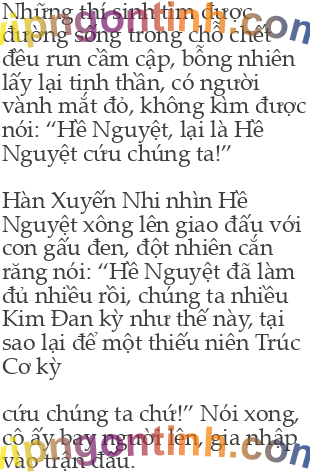 Những thí sinh tìm được
đường sống trong chỗ chết
đều run cầm cập, bỗng nhiên
lấy lại tinh thần, có người
vành mắt đỏ, không kìm được
nói: “Hề Nguyệt, lại là Hề
Nguyệt cứu chúng ta!”
Hàn Xuyến Nhi nhìn Hề
Nguyệt xông lên giao đấu với
con gấu đen, đột nhiên cắn
răng nói: “Hề Nguyệt đã làm
đủ nhiều rồi, chúng ta nhiều
Kim Đan kỳ như thế này, tại
sao lại để một thiếu niên Trúc
Cơ kỳ
cứu chúng ta chứ!” Nói xong,
cô ấy bay người lên, gia nhập
vào trận đấu.
vipngontinh.com
vipngontinh.com